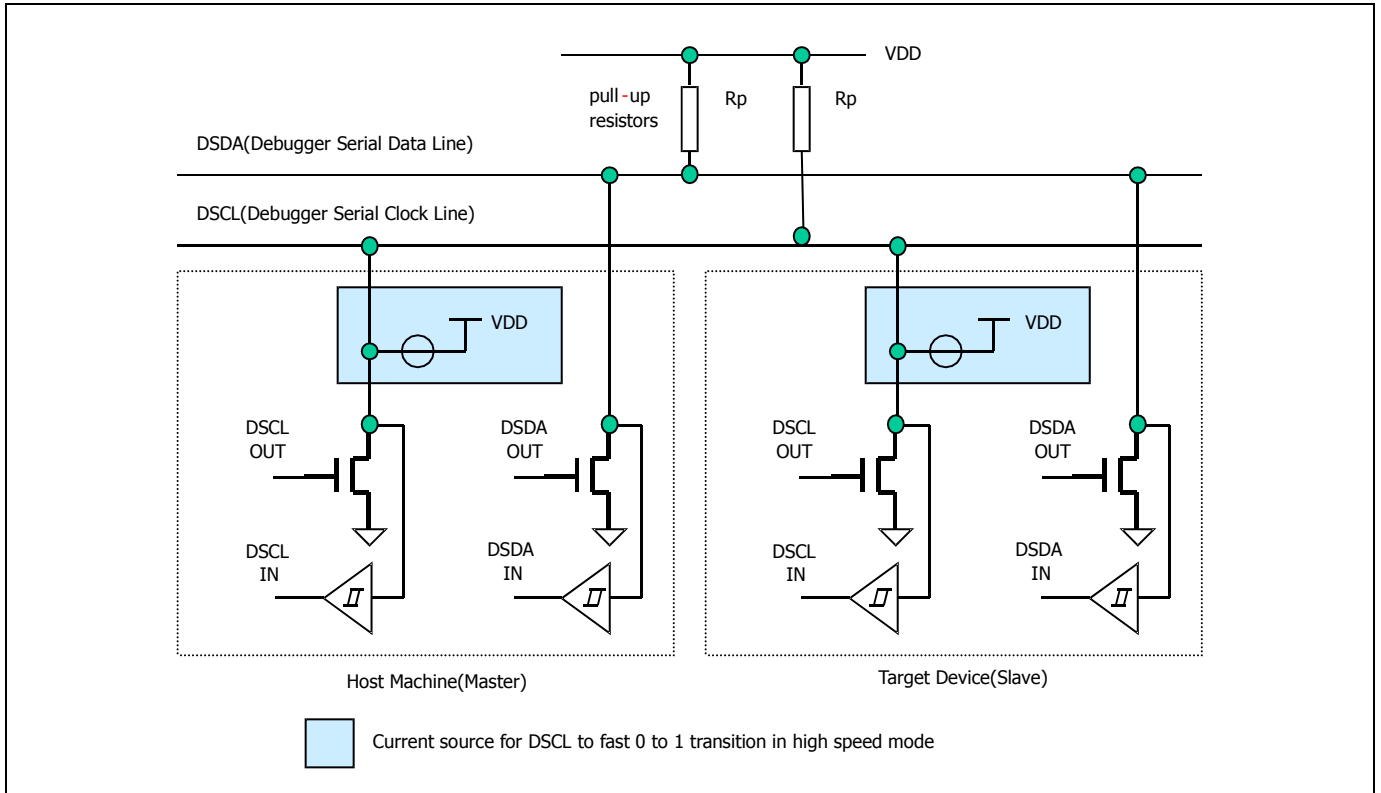 VDD
pull-up
resistors
Rp
Rp
DSDA(Debugger Serial Data Line)
DSCL(Debugger Serial Clock Line)
VDD
VDD
DSCL
OUT
DSDA
OUT
DSCL
OUT
DSDA
OUT
DSCL
IN
DSDA
IN
DSCL
IN
DSDA
IN
Host Machine(Master)
Target Device(Slave)
Current source for DSCL to fast 0 to 1 transition in high speed mode